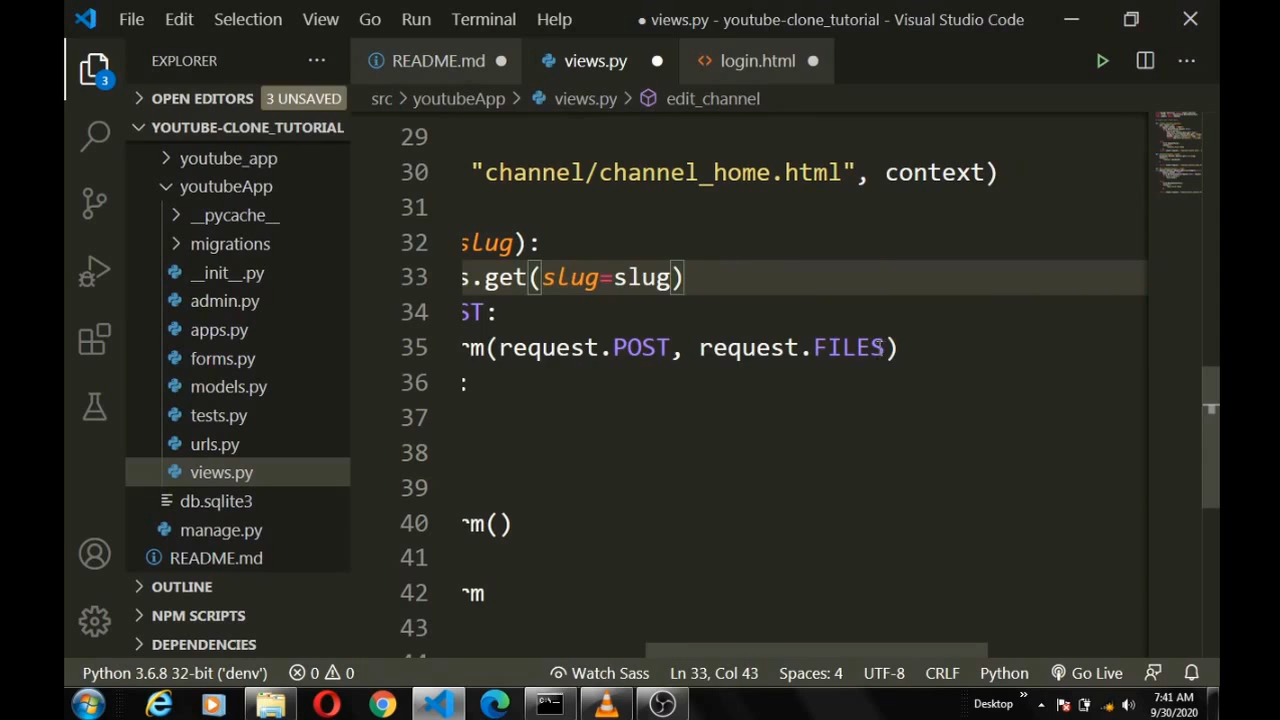 File Edit Selection View Go Run Terminal Help
● views.py - youtube-clone_tutorial - Visual Studio Code
3
EXPLORER
README.md
views.py
login.html
OPEN EDITORS 3 UNSAVED
src > youtubeApp > views.py > edit_channel
YOUTUBE-CLONE_TUTORIAL
youtube_app
youtubeApp
__pycache__
migrations
__init__.py
admin.py
apps.py
forms.py
models.py
tests.py
urls.py
views.py
db.sqlite3
manage.py
README.md
OUTLINE
NPM SCRIPTS
DEPENDENCIES
29
30 "channel/channel_home.html", context)
31
32 slug):
33 s.get(slug=slug)
34 ST:
35 rm(request.POST, request.FILES)
36 :
37
38
39
40 rm()
41
42 rm
43
Python 3.6.8 32-bit ('denv') 0 0 Watch Sass Ln 33, Col 43 Spaces: 4 UTF-8 CRLF Python Go Live
Desktop » 7:41 AM
9/30/2020